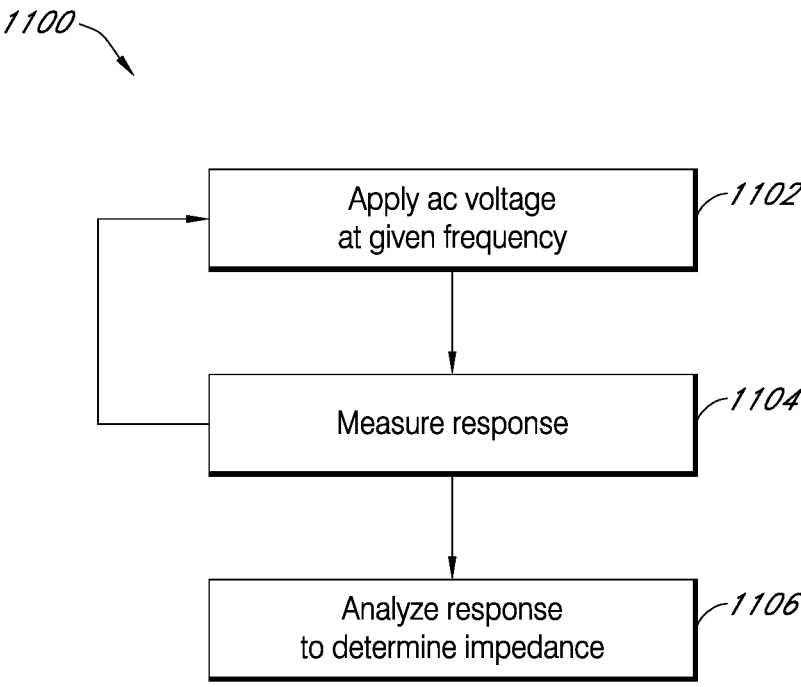 1100
Apply ac voltage
at given frequency
1102
Measure response
1104
Analyze response
to determine impedance
1106